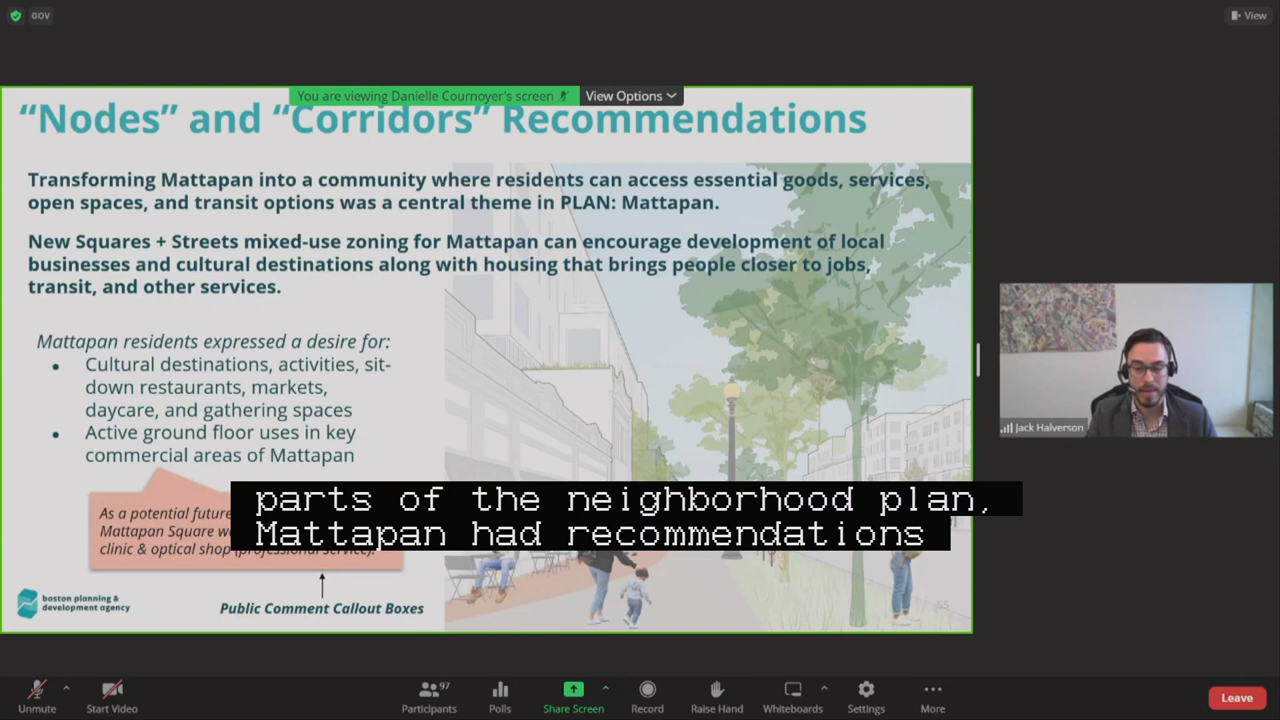 GOV
View
You are viewing Danielle Cournoyer's screen
View Options
“Nodes” and “Corridors” Recommendations
Transforming Mattapan into a community where residents can access essential goods, services,
open spaces, and transit options was a central theme in PLAN: Mattapan.
New Squares + Streets mixed-use zoning for Mattapan can encourage development of local
businesses and cultural destinations along with housing that brings people closer to jobs,
transit, and other services.
Mattapan residents expressed a desire for:
• Cultural destinations, activities, sit-
down restaurants, markets,
daycare, and gathering spaces
• Active ground floor uses in key
commercial areas of Mattapan
As a potential future
Mattapan Square
clinic & optical shop (professional service).
parts of the neighborhood plan,
Mattapan had recommendations
boston planning &
development agency
Public Comment Callout Boxes
55
Jack Halverson
Unmute
Start Video
Participants
97
Polls
Share Screen
Record
Raise Hand
Whiteboards
Settings
More
Leave